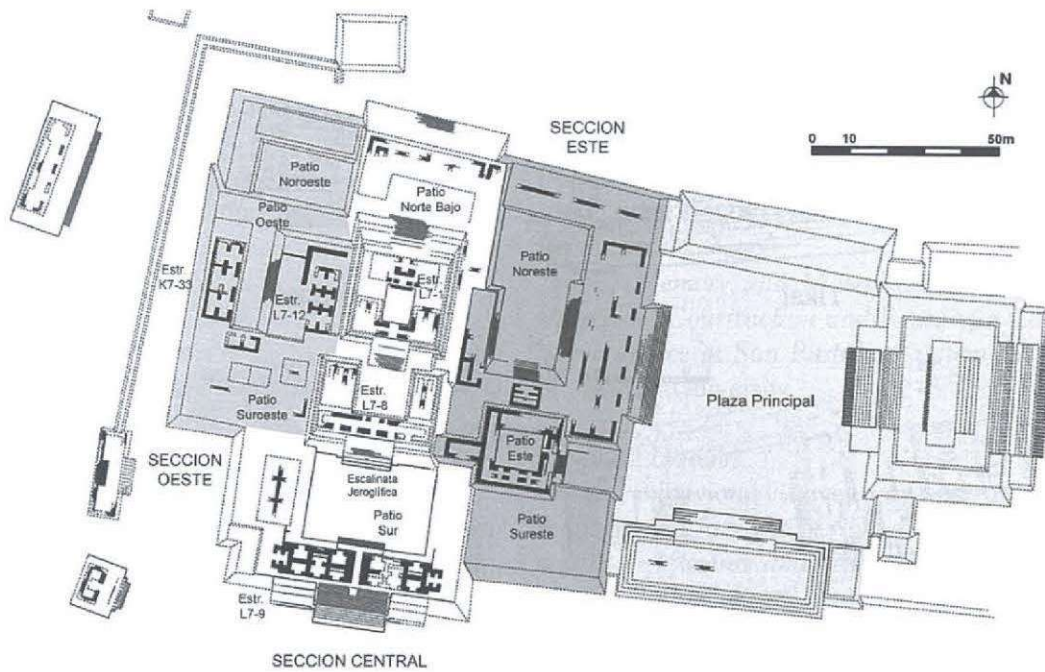 N
SECCION
ESTE
0 10 50m
Patio
Noroeste
Patio
Norte Bajo
Patio
Oeste
Patio
Noreste
Estr.
K7-33
Estr.
L7-1
Estr.
L7-12
Plaza Principal
Estr.
L7-8
Patio
Suroeste
Patio
Este
SECCION
OESTE
Escalinata
Jeroglífica
Patio
Sur
Patio
Sureste
Estr.
L7-9
SECCION CENTRAL